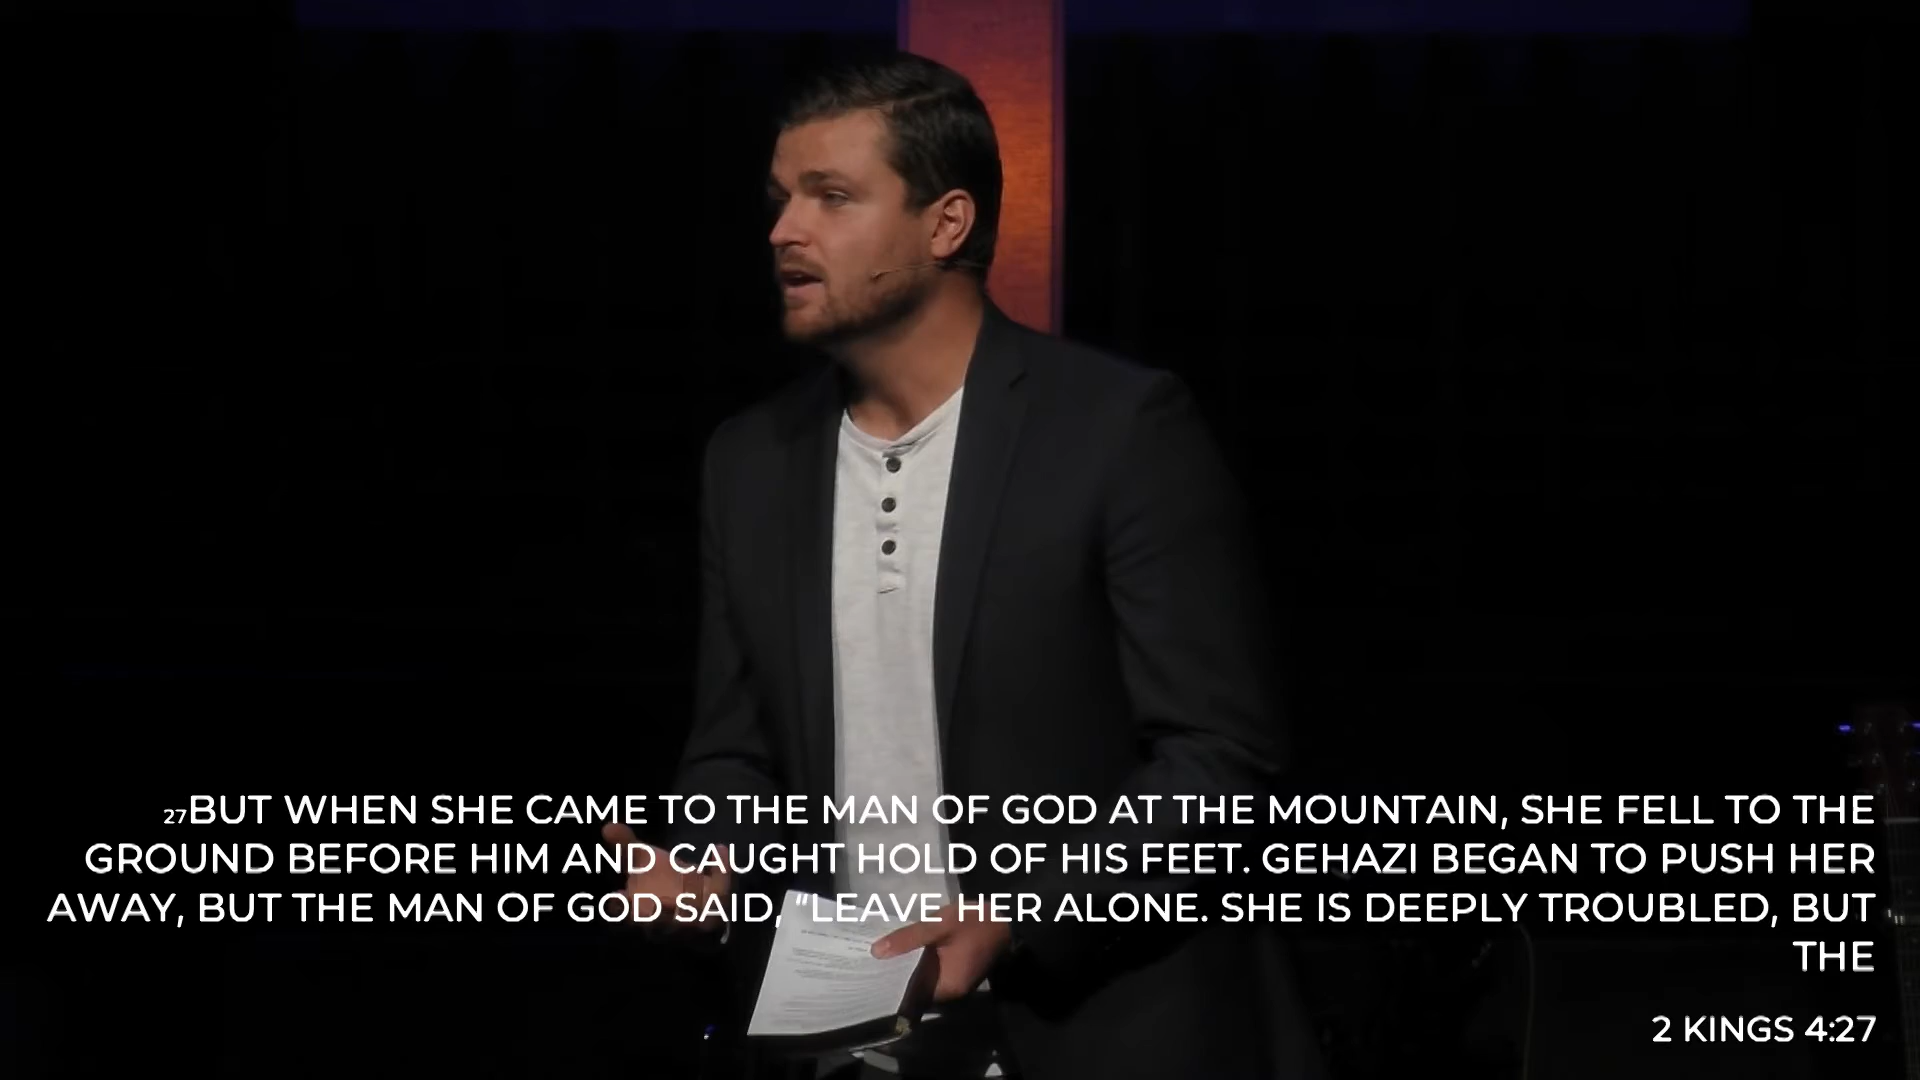 27BUT WHEN SHE CAME TO THE MAN OF GOD AT THE MOUNTAIN, SHE FELL TO THE
GROUND BEFORE HIM AND CAUGHT HOLD OF HIS FEET. GEHAZI BEGAN TO PUSH HER
AWAY, BUT THE MAN OF GOD SAID, “LEAVE HER ALONE. SHE IS DEEPLY TROUBLED, BUT
THE
2 KINGS 4:27